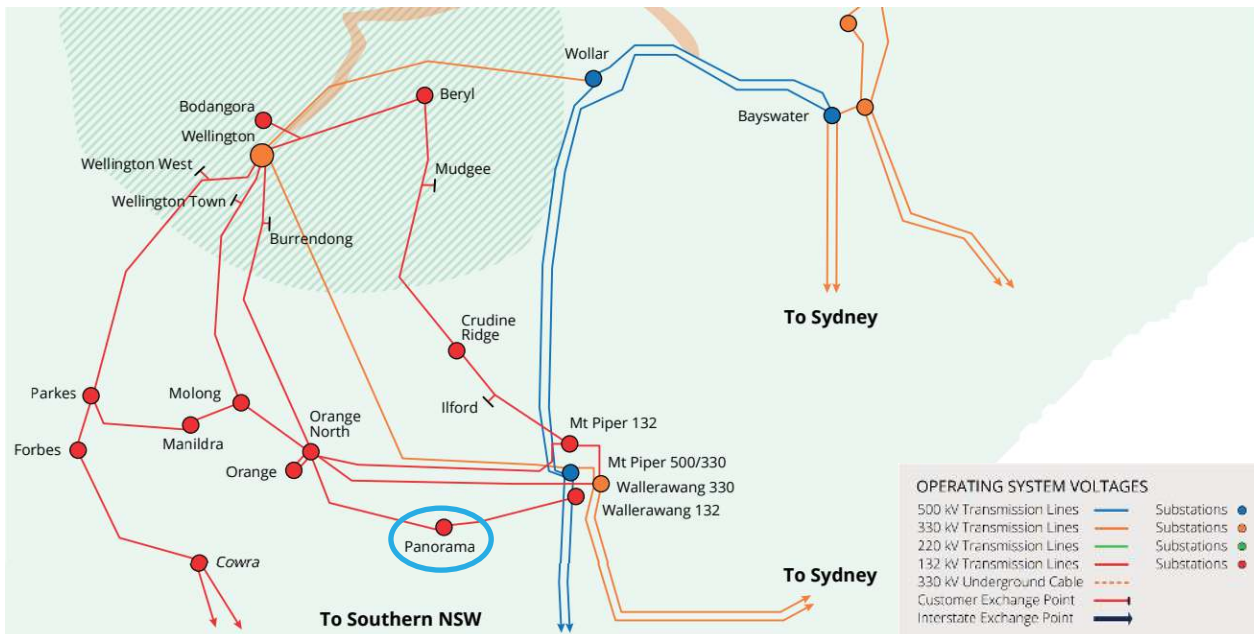 Wollar
Beryl
Bodangora
Bayswater
Wellington
Wellington West
Mudgee
Wellington Town
Burrendong
To Sydney
Crudine
Ridge
Parkes
Molong
Ilford
Orange
North
Mt Piper 132
Manildra
Forbes
Mt Piper 500/330
Orange
Wallerawang 330
Wallerawang 132
Panorama
Cowra
To Sydney
To Southern NSW
OPERATING SYSTEM VOLTAGES
500 kV Transmission Lines Substations
330 kV Transmission Lines Substations
220 kV Transmission Lines Substations
132 kV Transmission Lines Substations
330 kV Underground Cable
Customer Exchange Point
Interstate Exchange Point